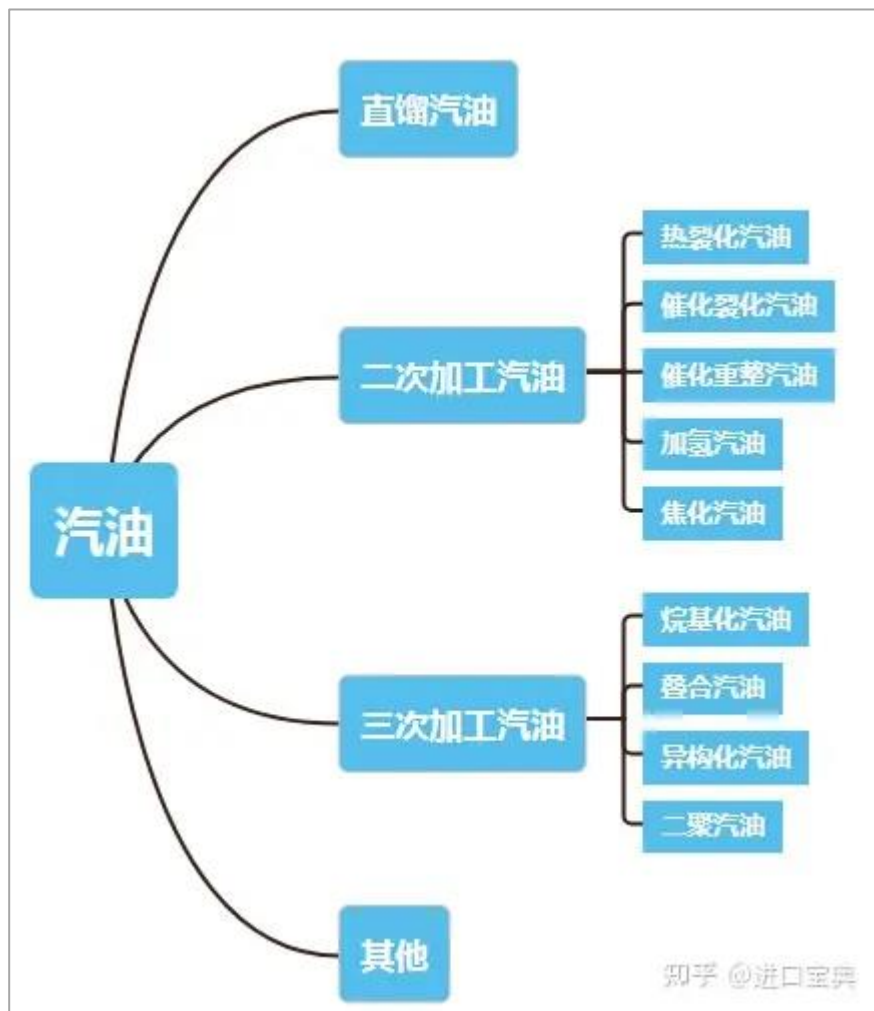 直馏汽油
热裂化汽油
催化裂化汽油
二次加工汽油
催化重整汽油
加氢汽油
焦化汽油
汽油
烷基化汽油
叠合汽油
三次加工汽油
异构化汽油
二聚汽油
其他
知乎 @进口宝典